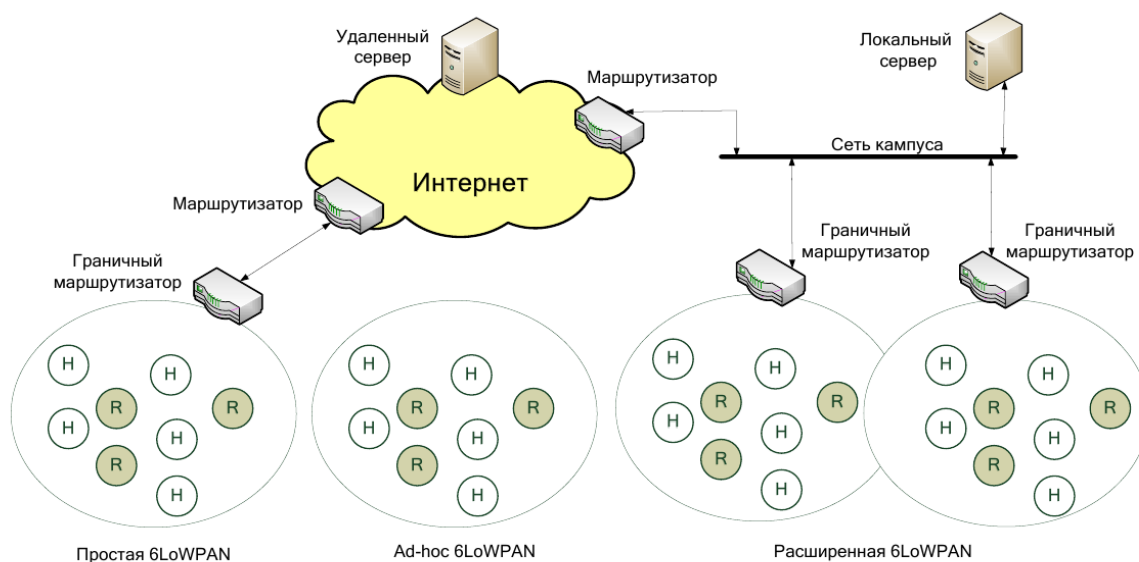 Удаленный
сервер
Локальный
сервер
Маршрутизатор
Сеть кампуса
Интернет
Маршрутизатор
Граничный
маршрутизатор
Граничный
маршрутизатор
Граничный
маршрутизатор
H
H
R
R
H
H
R
H
H
H
R
R
H
H
R
H
H
H
R
R
H
H
R
H
H
H
R
R
H
H
R
H
Простая 6LoWPAN
Ad-hoc 6LoWPAN
Расширенная 6LoWPAN